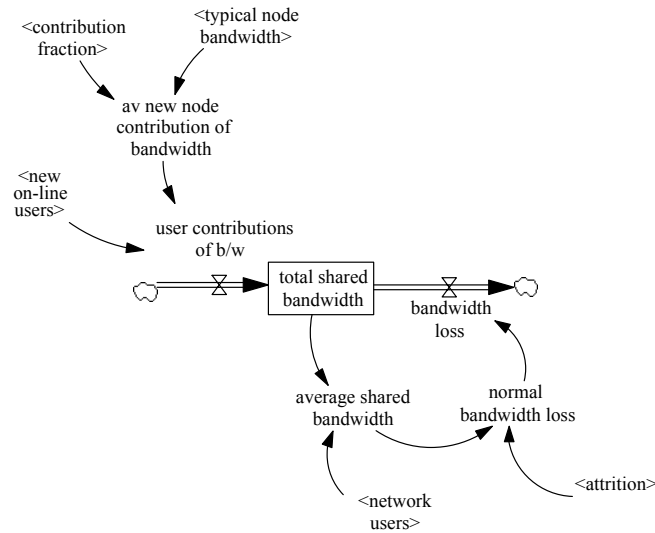 <contribution
fraction>
<typical node
bandwidth>
av new node
contribution of
bandwidth
<new
on-line
users>
user contributions
of b/w
total shared
bandwidth
bandwidth
loss
average shared
bandwidth
normal
bandwidth loss
<network
users>
<attrition>